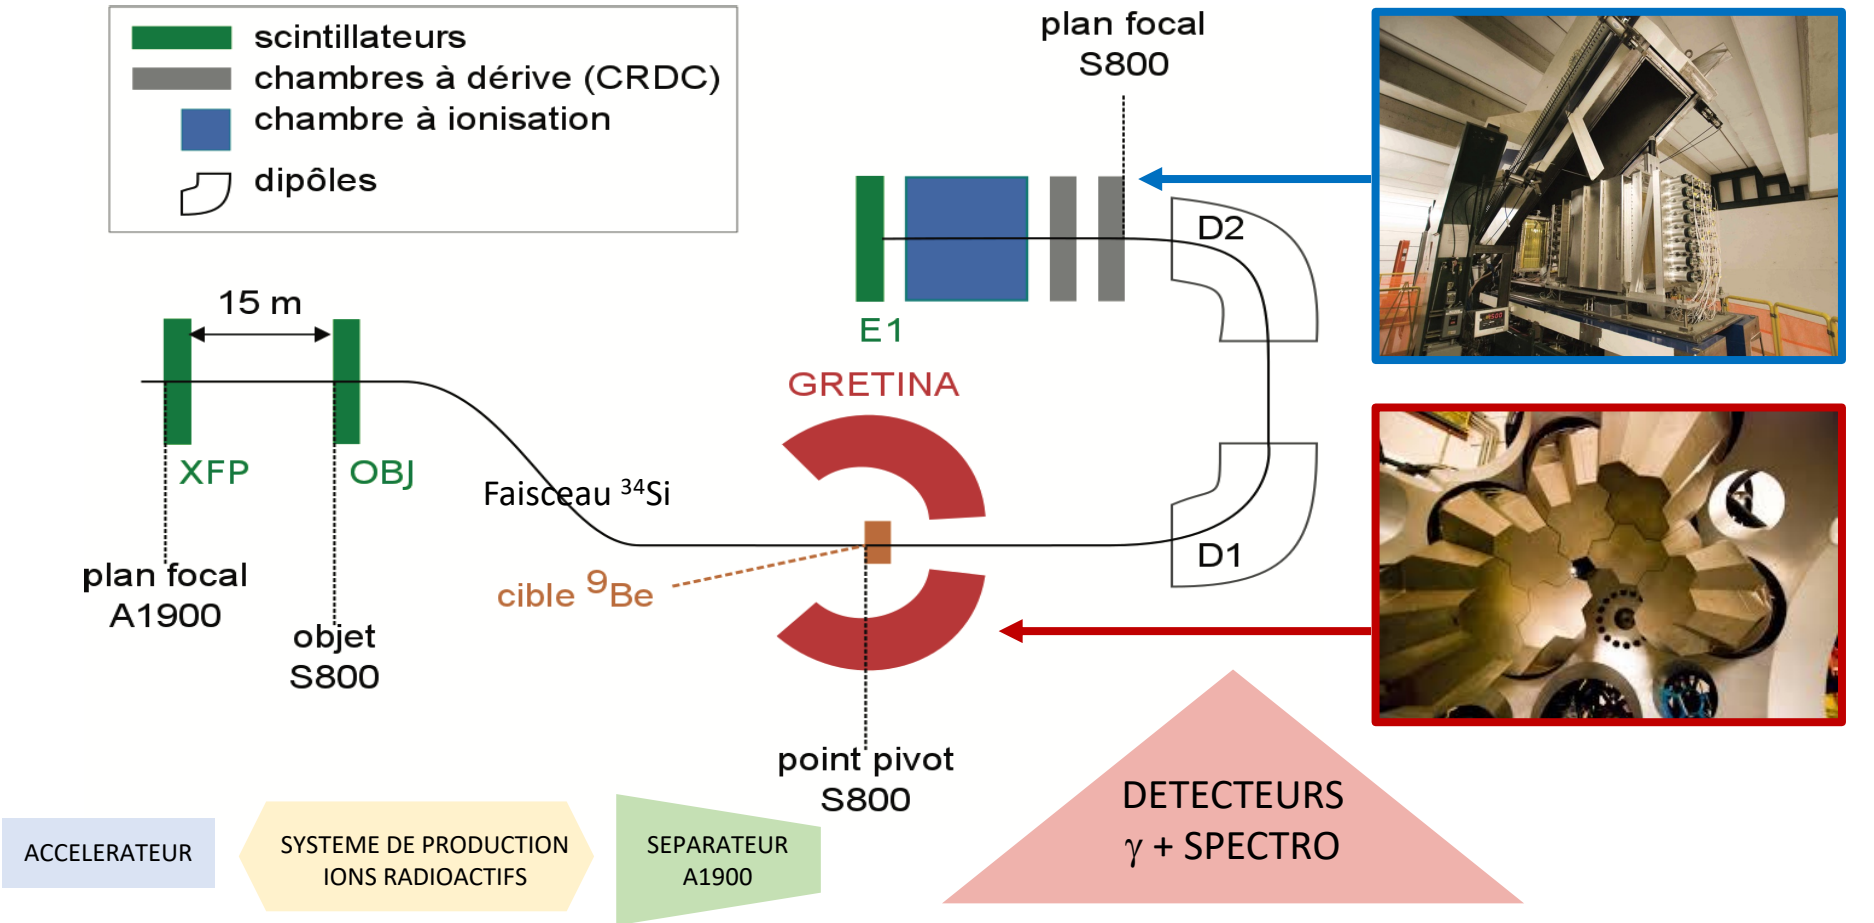 scintillateurs
chambres à dérive (CRDC)
chambre à ionisation
dipôles
plan focal
S800
D2
E1
15 m
XFP
OBJ
GRETINA
Faisceau ³⁴Si
D1
cible ⁹Be
plan focal
A1900
objet
S800
point pivot
S800
ACCELERATEUR
SYSTEME DE PRODUCTION
IONS RADIOACTIFS
SEPARATEUR
A1900
DETECTEURS
γ + SPECTRO